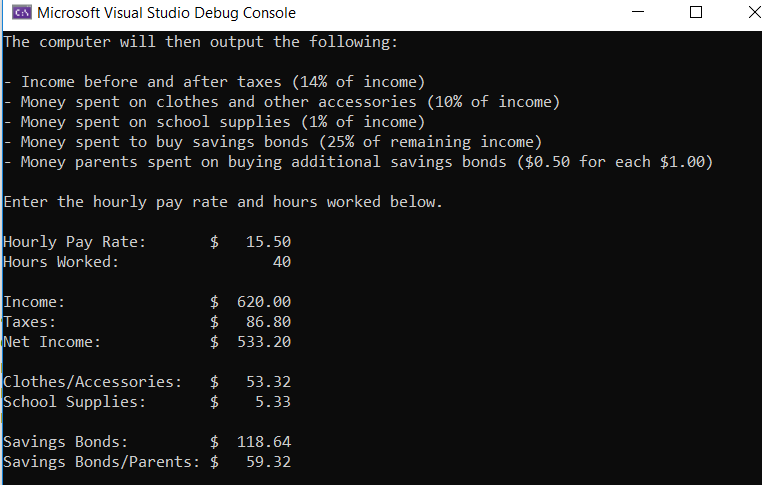 Microsoft Visual Studio Debug Console
The computer will then output the following:
- Income before and after taxes (14% of income)
- Money spent on clothes and other accessories (10% of income)
- Money spent on school supplies (1% of income)
- Money spent to buy savings bonds (25% of remaining income)
- Money parents spent on buying additional savings bonds ($0.50 for each $1.00)
Enter the hourly pay rate and hours worked below.
Hourly Pay Rate: $ 15.50
Hours Worked: 40
Income: $ 620.00
Taxes: $ 86.80
Net Income: $ 533.20
Clothes/Accessories: $ 53.32
School Supplies: $ 5.33
Savings Bonds: $ 118.64
Savings Bonds/Parents: $ 59.32